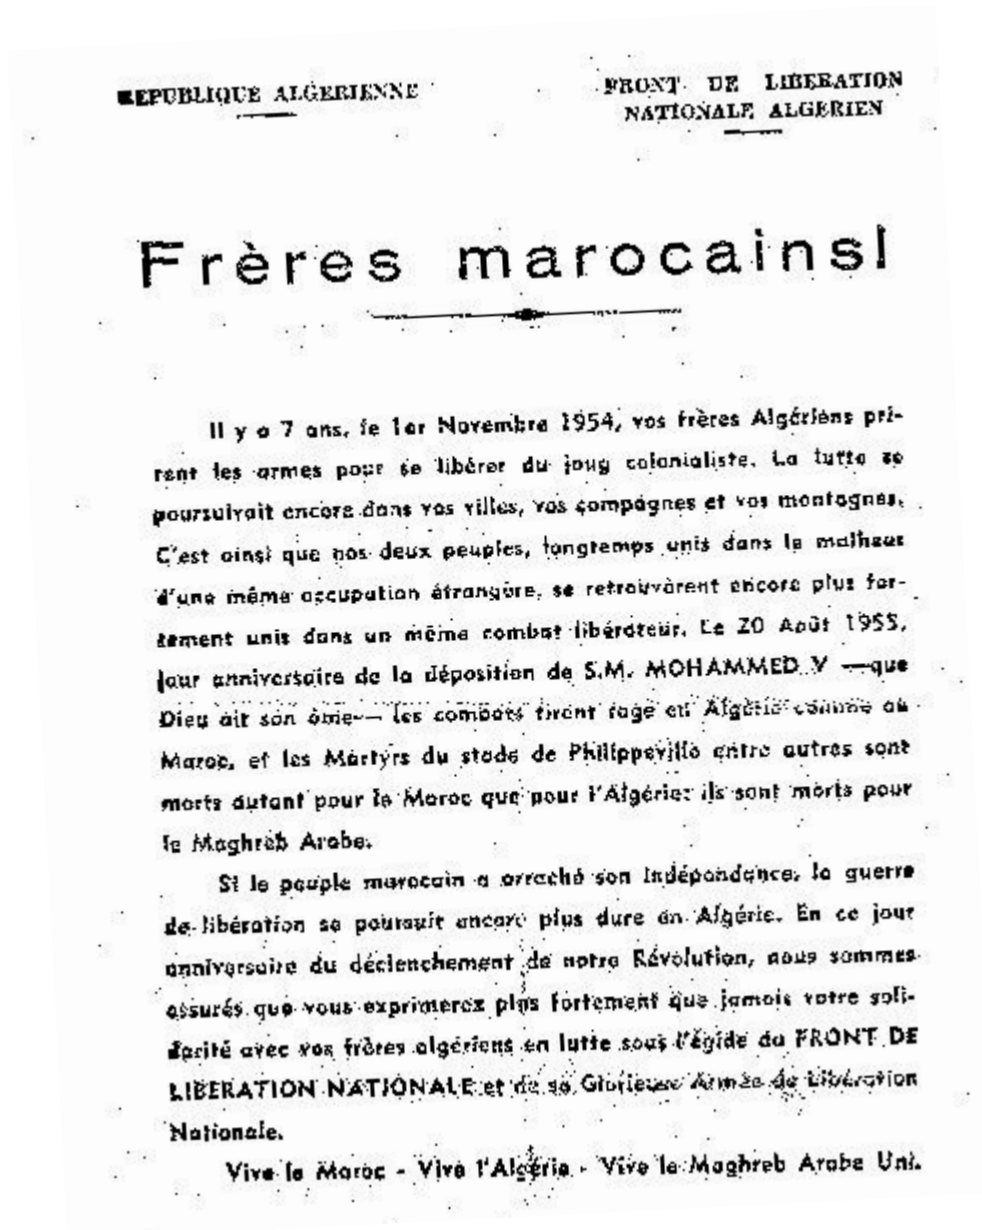 REPUBLIQUE ALGERIENNE
FRONT DE LIBERATION
NATIONALE ALGERIEN
Frères marocains!
Il y a 7 ans, le 1er Novembre 1954, vos frères Algériens pri-
rent les armes pour se libérer du joug colonialiste. La lutte se
poursuivait encore dans vos villes, vos campagnes et vos montagnes.
C'est ainsi que nos deux peuples, longtemps unis dans le malheur
d'une même occupation étrangère, se retrouvèrent encore plus for-
tement unis dans un même combat libérateur. Le 20 Août 1955,
jour anniversaire de la déposition de S.M. MOHAMMED V —que
Dieu ait son âme— les combats firent rage en Algérie comme au
Maroc, et les Martyrs du stade de Philippeville entre autres sont
morts autant pour le Maroc que pour l'Algérie: ils sont morts pour
le Maghreb Arabe.
Si le peuple marocain a arraché son Indépendance, la guerre
de libération se poursuit encore plus dure en Algérie. En ce jour
anniversaire du déclenchement de notre Révolution, nous sommes
assurés que vous exprimerez plus fortement que jamais votre soli-
darité avec vos frères algériens en lutte sous l'égide du FRONT DE
LIBERATION NATIONALE et de sa Glorieuse Armée de Libération
Nationale.
Vive le Maroc - Vive l'Algérie - Vive le Maghreb Arabe Uni.